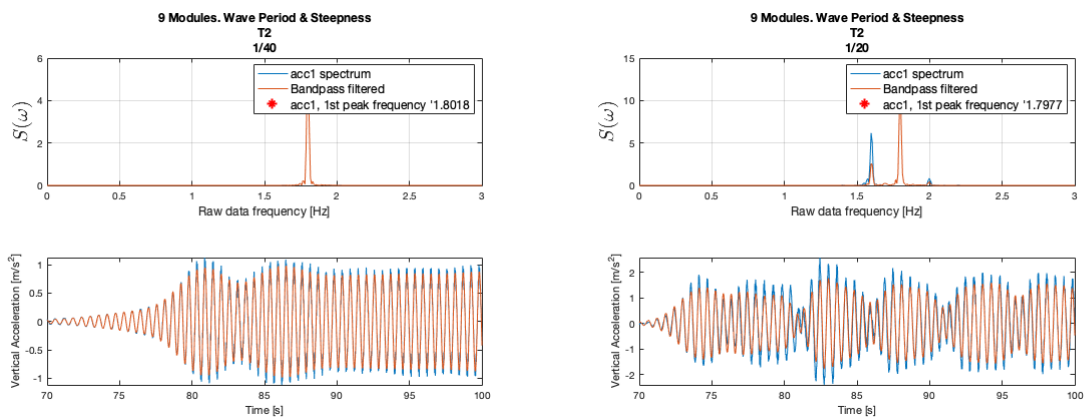 9 Modules. Wave Period & Steepness
T2
1/40
6
4
2
0
S(ω)
acc1 spectrum
Bandpass filtered
acc1, 1st peak frequency '1.8018
0 0.5 1 1.5 2 2.5 3
Raw data frequency [Hz]
1
0.5
0
-0.5
-1
Vertical Acceleration [m/s²]
70 75 80 85 90 95 100
Time [s]
9 Modules. Wave Period & Steepness
T2
1/20
15
10
5
0
S(ω)
acc1 spectrum
Bandpass filtered
acc1, 1st peak frequency '1.7977
0 0.5 1 1.5 2 2.5 3
Raw data frequency [Hz]
2
1
0
-1
-2
Vertical Acceleration [m/s²]
70 75 80 85 90 95 100
Time [s]